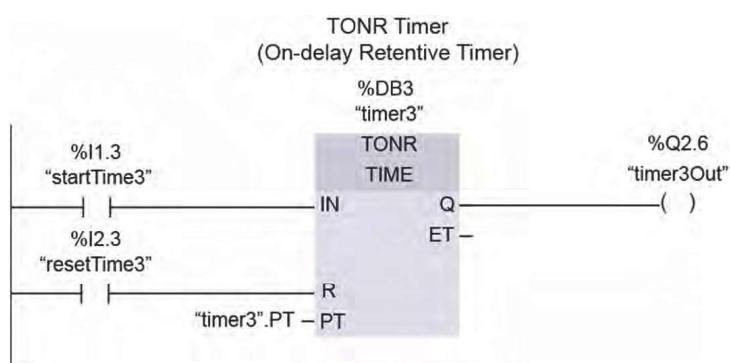 TONR Timer
(On-delay Retentive Timer)
%DB3
“timer3”
%I1.3
“startTime3”
TONR
TIME
%Q2.6
“timer3Out”
IN
Q
ET
%I2.3
“resetTime3”
R
“timer3”.PT
PT